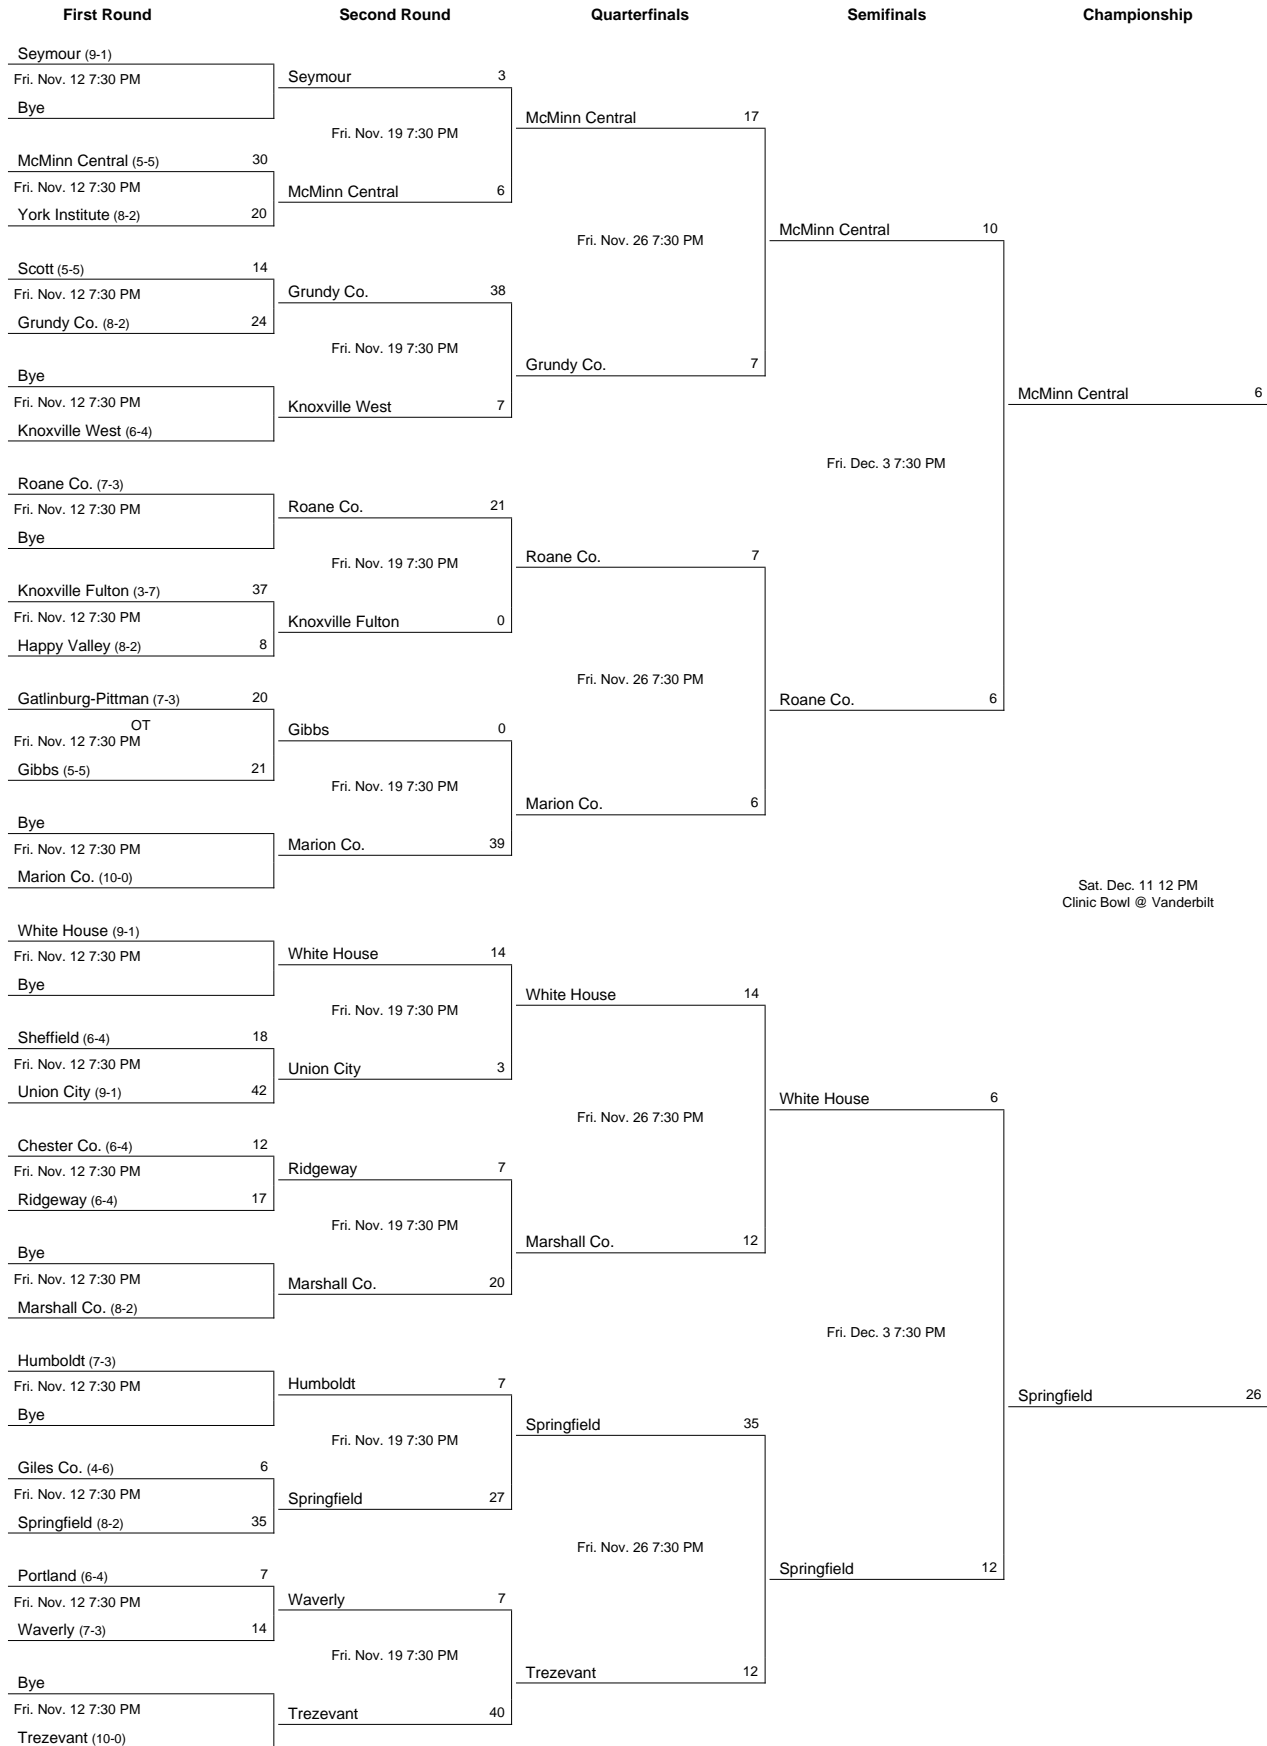 First Round Second Round Quarterfinals Semifinals Championship
Seymour (9-1)
Fri. Nov. 12 7:30 PM
Bye
McMinn Central (5-5) 30
Fri. Nov. 12 7:30 PM
York Institute (8-2) 20
Scott (5-5) 14
Fri. Nov. 12 7:30 PM
Grundy Co. (8-2) 24
Bye
Fri. Nov. 12 7:30 PM
Knoxville West (6-4)
Roane Co. (7-3)
Fri. Nov. 12 7:30 PM
Bye
Knoxville Fulton (3-7) 37
Fri. Nov. 12 7:30 PM
Happy Valley (8-2) 8
Gatlinburg-Pittman (7-3) 20
OT
Fri. Nov. 12 7:30 PM
Gibbs (5-5) 21
Bye
Fri. Nov. 12 7:30 PM
Marion Co. (10-0)
White House (9-1)
Fri. Nov. 12 7:30 PM
Bye
Sheffield (6-4) 18
Fri. Nov. 12 7:30 PM
Union City (9-1) 42
Chester Co. (6-4) 12
Fri. Nov. 12 7:30 PM
Ridgeway (6-4) 17
Bye
Fri. Nov. 12 7:30 PM
Marshall Co. (8-2)
Humboldt (7-3)
Fri. Nov. 12 7:30 PM
Bye
Giles Co. (4-6) 6
Fri. Nov. 12 7:30 PM
Springfield (8-2) 35
Portland (6-4) 7
Fri. Nov. 12 7:30 PM
Waverly (7-3) 14
Bye
Fri. Nov. 12 7:30 PM
Trezevant (10-0)
Seymour 3
Fri. Nov. 19 7:30 PM
McMinn Central 6
Grundy Co. 38
Fri. Nov. 19 7:30 PM
Knoxville West 7
Roane Co. 21
Fri. Nov. 19 7:30 PM
Knoxville Fulton 0
Gibbs 0
Fri. Nov. 19 7:30 PM
Marion Co. 39
White House 14
Fri. Nov. 19 7:30 PM
Union City 3
Ridgeway 7
Fri. Nov. 19 7:30 PM
Marshall Co. 20
Humboldt 7
Fri. Nov. 19 7:30 PM
Springfield 27
Waverly 7
Fri. Nov. 19 7:30 PM
Trezevant 40
McMinn Central 17
Fri. Nov. 26 7:30 PM
Grundy Co. 7
Roane Co. 7
Fri. Nov. 26 7:30 PM
Marion Co. 6
White House 14
Fri. Nov. 26 7:30 PM
Marshall Co. 12
Springfield 35
Fri. Nov. 26 7:30 PM
Trezevant 12
McMinn Central 10
Fri. Dec. 3 7:30 PM
Roane Co. 6
White House 6
Fri. Dec. 3 7:30 PM
Springfield 12
McMinn Central 6
Sat. Dec. 11 12 PM
Clinic Bowl @ Vanderbilt
Springfield 26